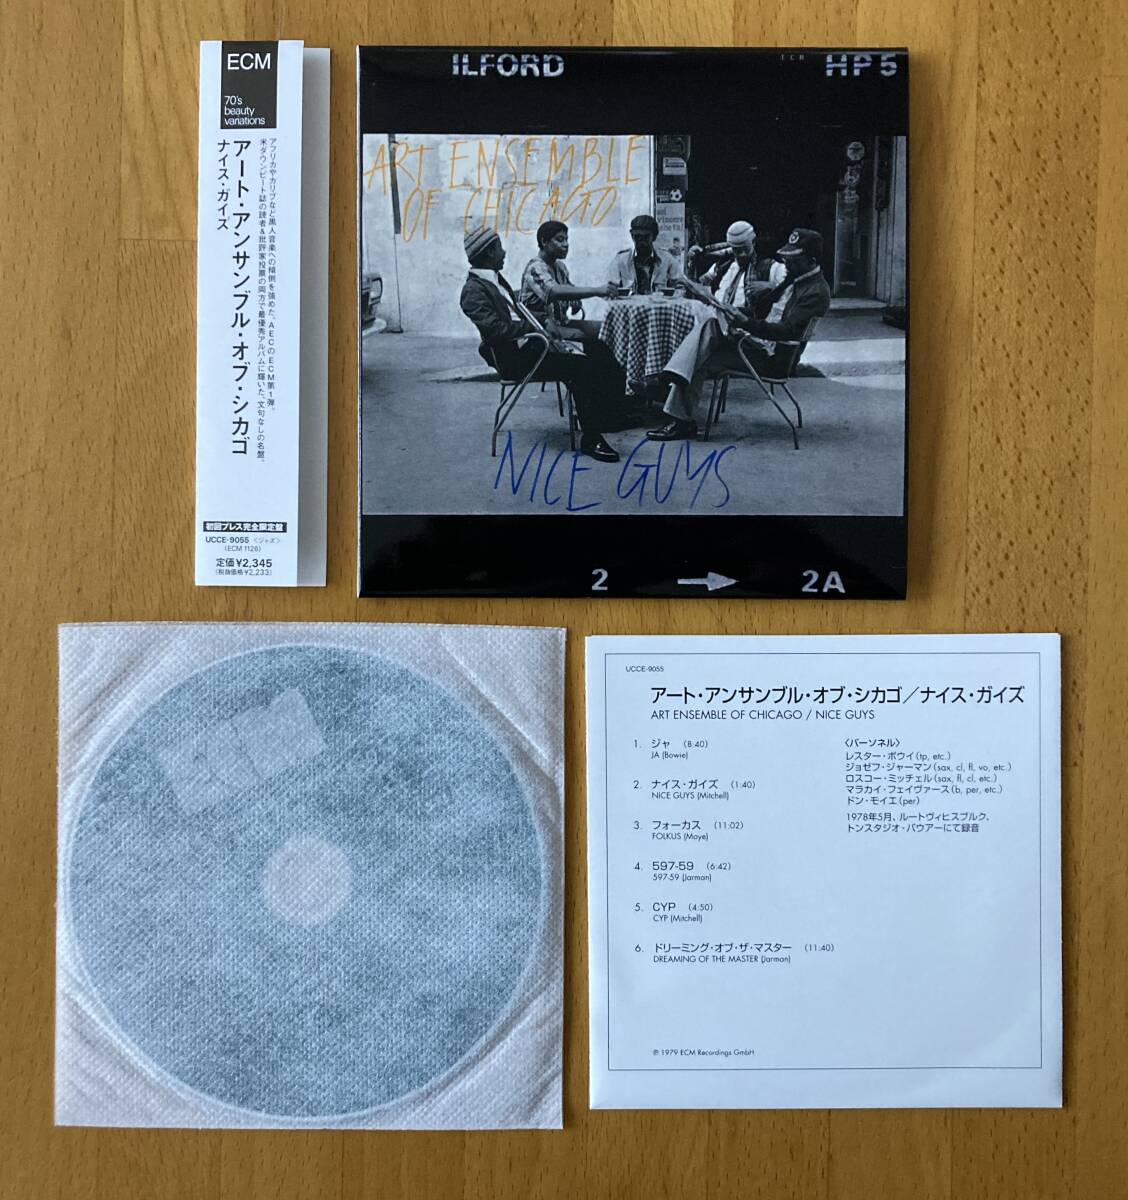 ECM
70's
beauty
variations
アフリカやカリブなど黒人音楽への傾倒を強めた、AECのECM第1弾。
米ダウンビート誌の読者&批評家投票の両方で最優秀アルバムに輝いた、文句なしの名盤。
アート・アンサンブル・オブ・シカゴ
ナイス・ガイズ
初回プレス完全限定盤
UCCE-9055 〈ジャズ〉
(ECM 1126)
定価¥2,345
(税抜価格¥2,233)
ILFORD
ECM
HP5
ART ENSEMBLE
OF CHICAGO
NICE GUYS
2
2A
UCCE-9055
アート・アンサンブル・オブ・シカゴ/ナイス・ガイズ
ART ENSEMBLE OF CHICAGO / NICE GUYS
1. ジャ (8:40)
JA (Bowie)
2. ナイス・ガイズ (1:40)
NICE GUYS (Mitchell)
3. フォーカス (11:02)
FOLKUS (Moye)
4. 597-59 (6:42)
597-59 (Jarman)
5. CYP (4:50)
CYP (Mitchell)
6. ドリーミング・オブ・ザ・マスター (11:40)
DREAMING OF THE MASTER (Jarman)
〈パーソネル〉
レスター・ボウイ(tp, etc.)
ジョゼフ・ジャーマン(sax, cl, fl, vo, etc.)
ロスコー・ミッチェル(sax, fl, cl, etc.)
マラカイ・フェイヴァース(b, per, etc.)
ドン・モイエ(per)
1978年5月、ルートヴィヒスブルク、
トンスタジオ・バウアーにて録音
℗ 1979 ECM Recordings GmbH